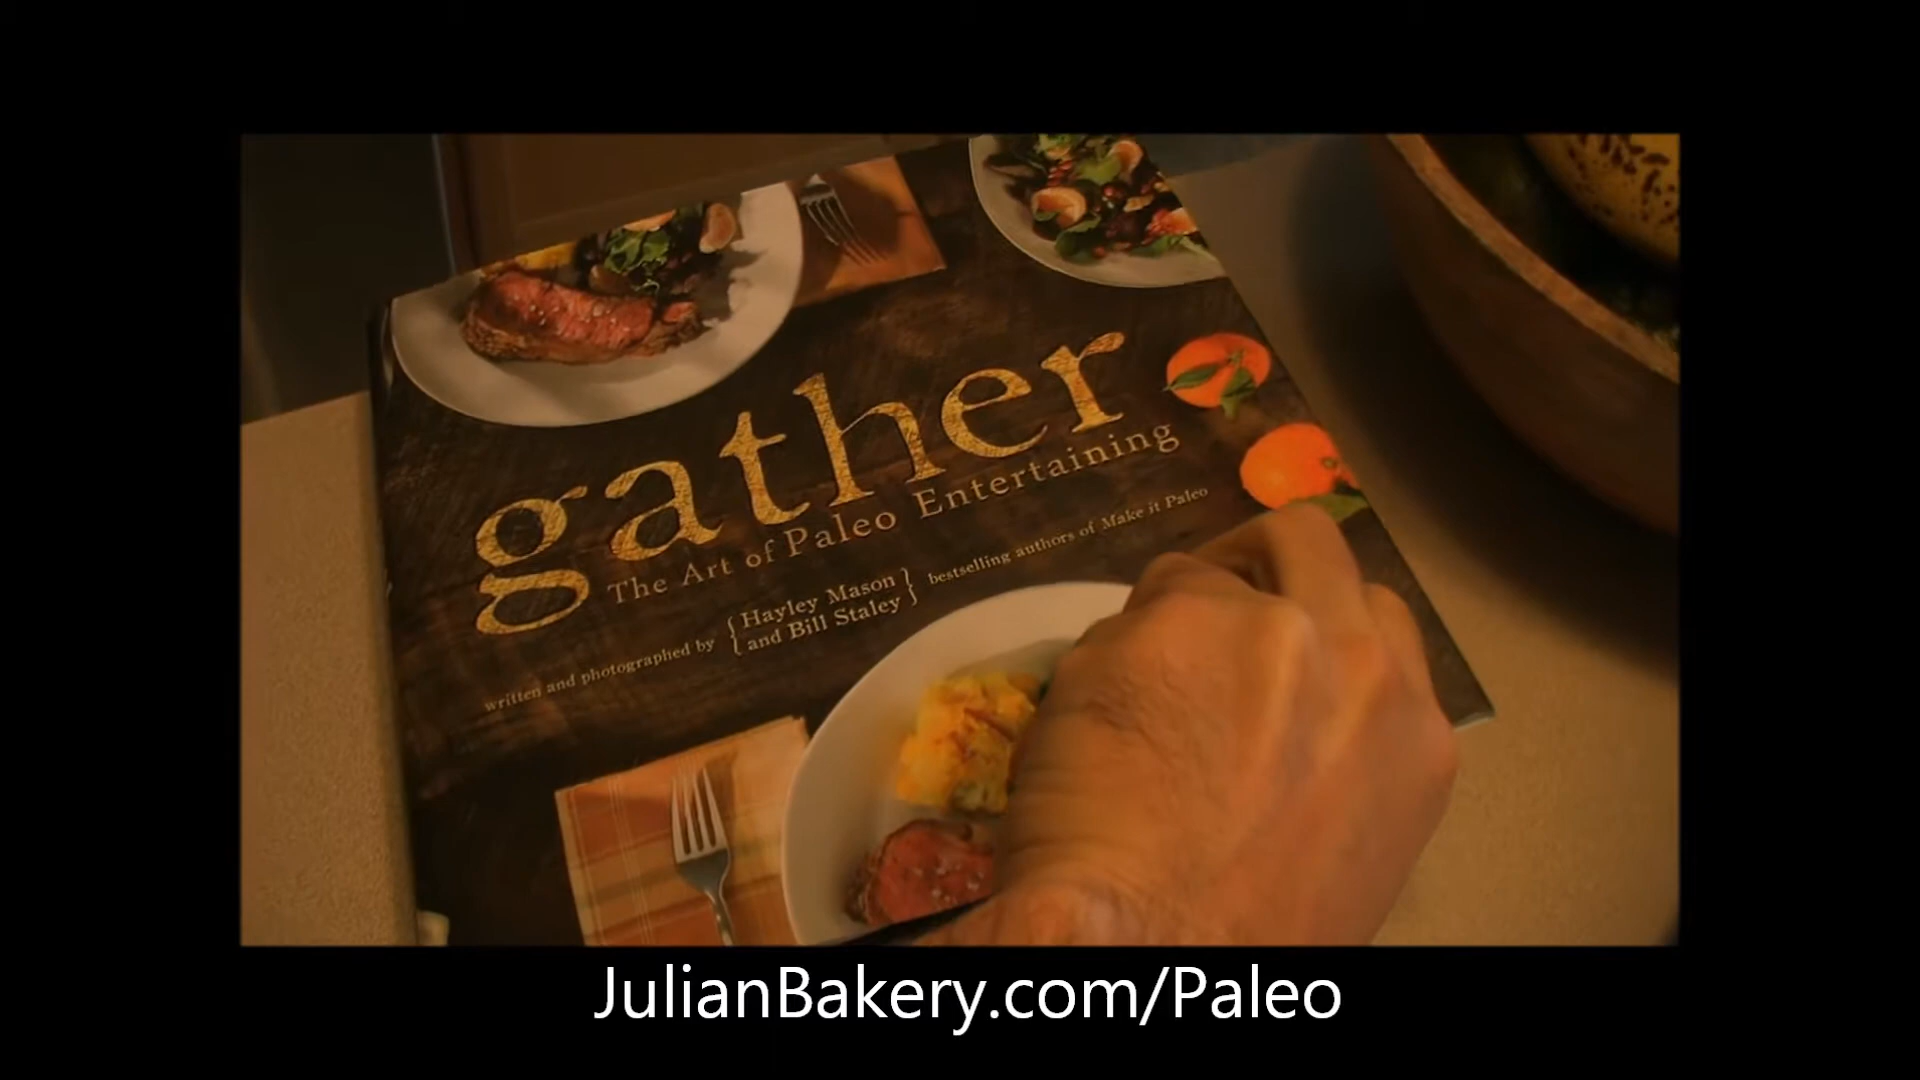 gather
The Art of Paleo Entertaining
written and photographed by { Hayley Mason and Bill Staley } bestselling authors of Make it Paleo
JulianBakery.com/Paleo